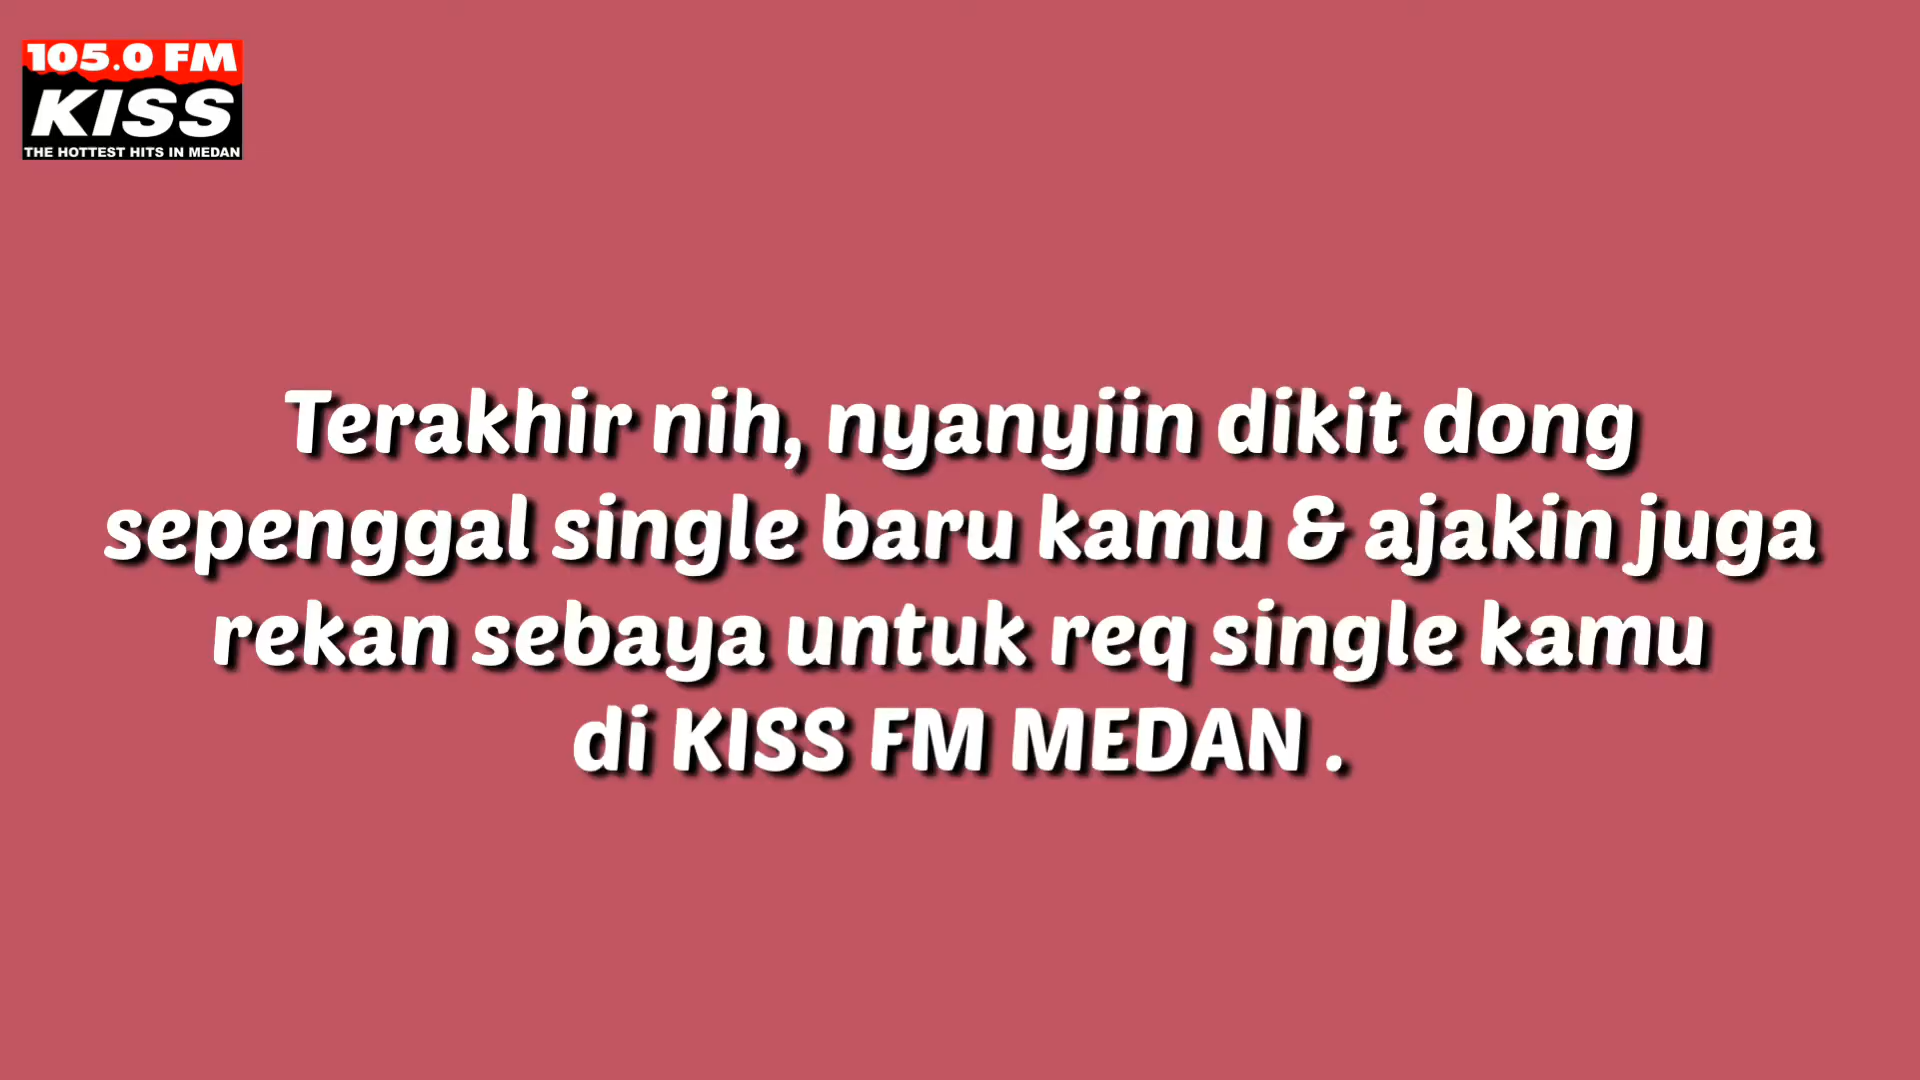 105.0 FM
KISS
THE HOTTEST HITS IN MEDAN
Terakhir nih, nyanyiin dikit dong
sepenggal single baru kamu & ajakin juga
rekan sebaya untuk req single kamu
di KISS FM MEDAN .